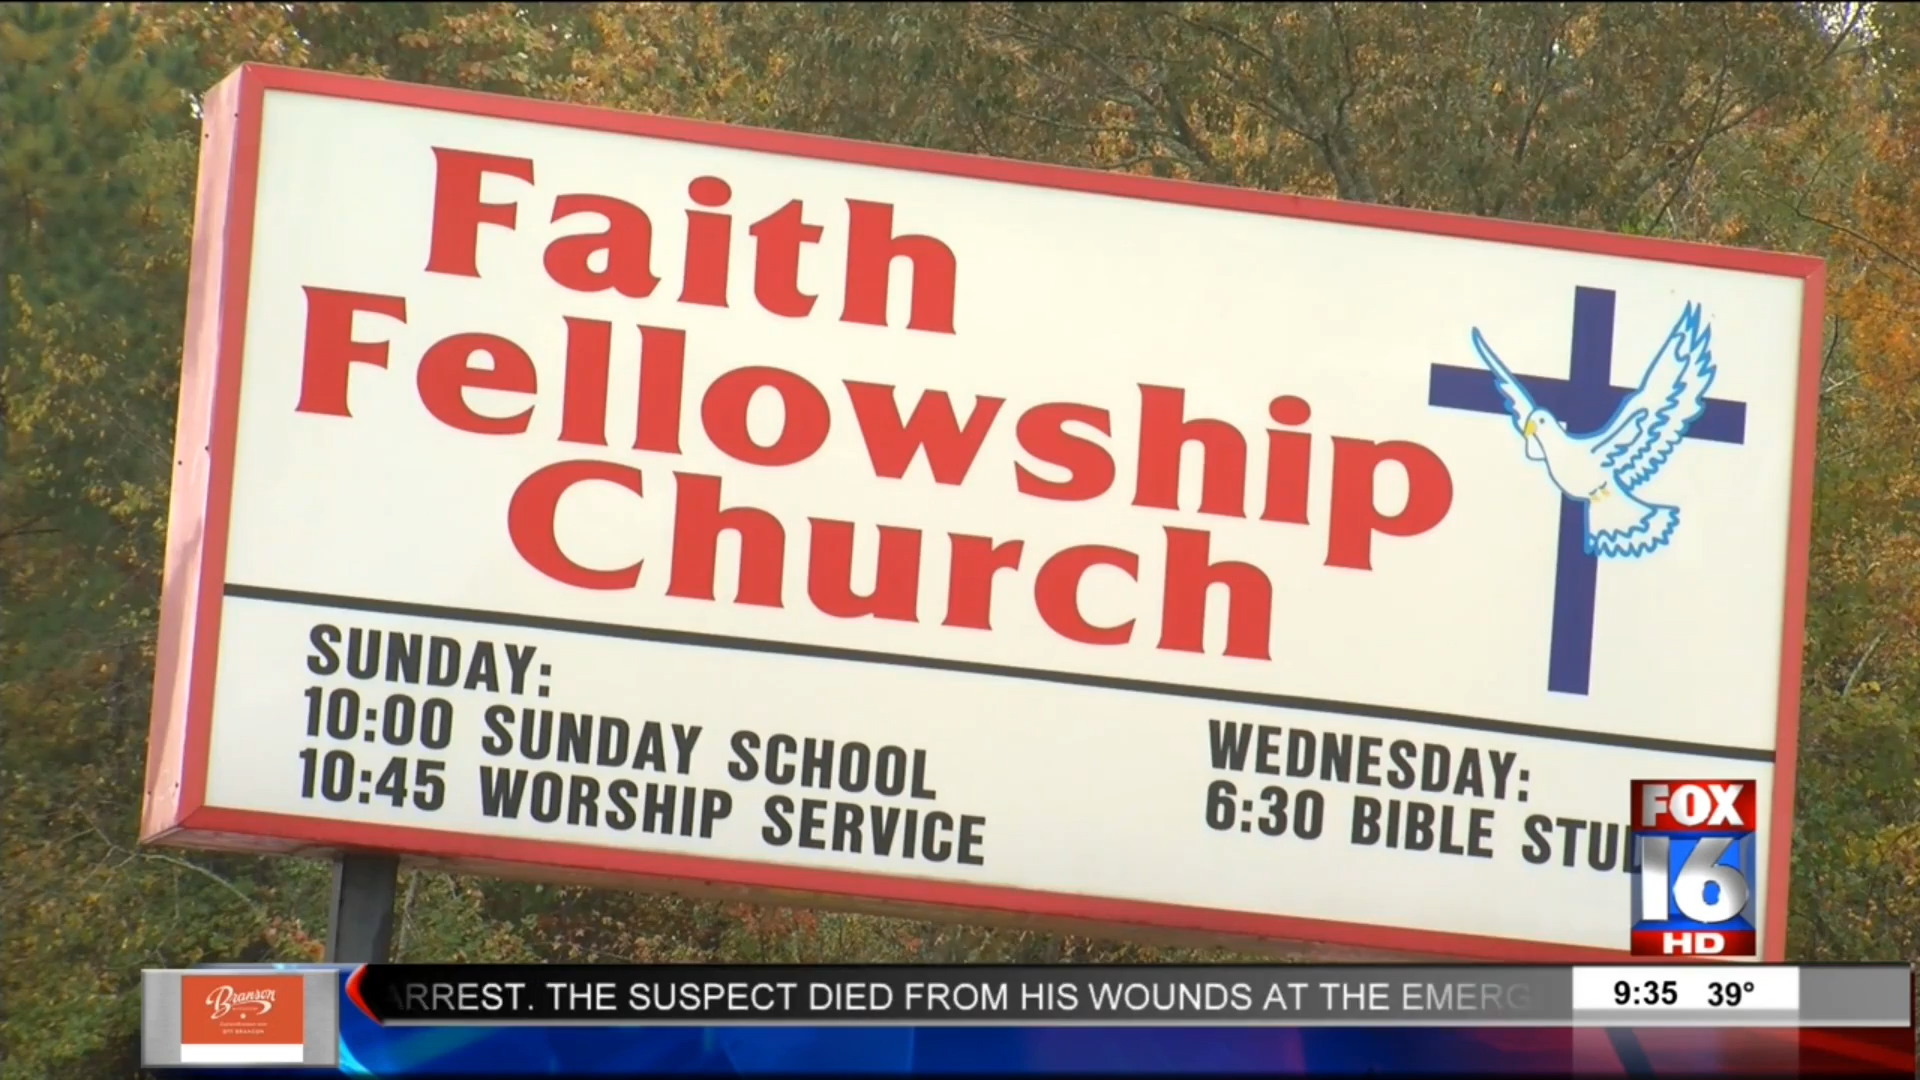 Faith
Fellowship
Church
SUNDAY:
10:00 SUNDAY SCHOOL
10:45 WORSHIP SERVICE
WEDNESDAY:
6:30 BIBLE STU
FOX
16
HD
Branson
ARREST. THE SUSPECT DIED FROM HIS WOUNDS AT THE EMERG
9:35 39°